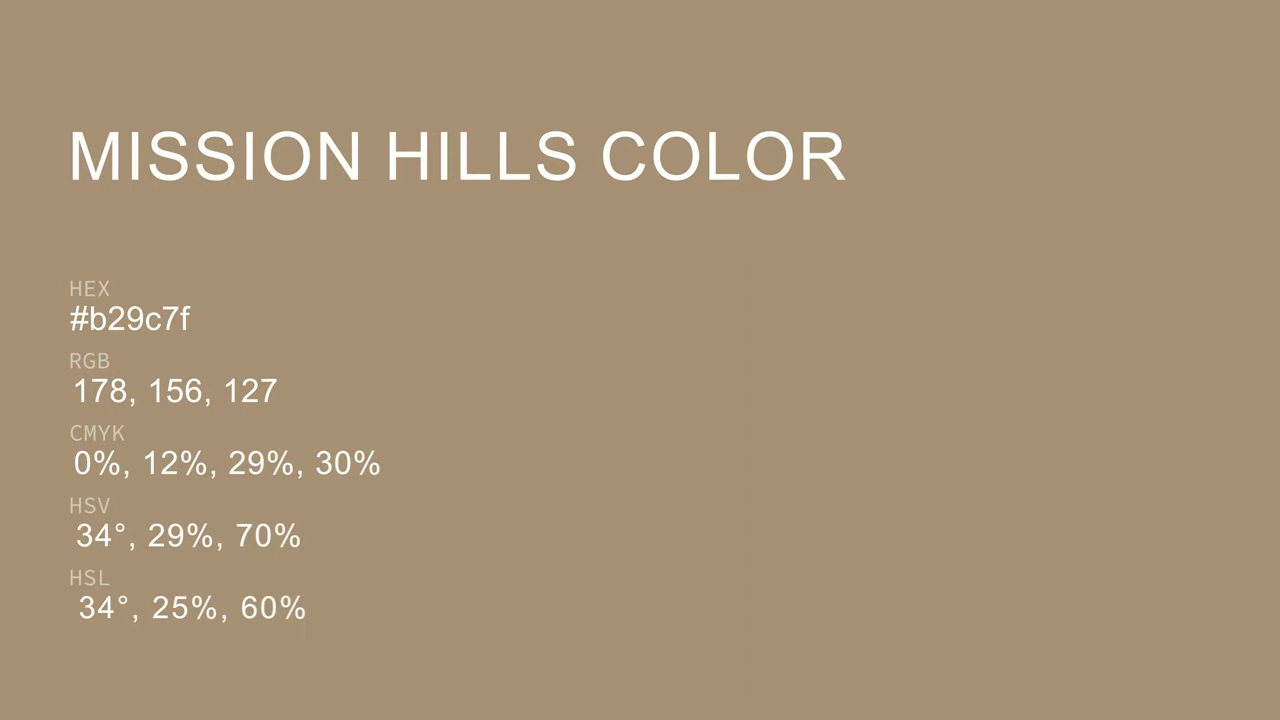 MISSION HILLS COLOR
HEX
#b29c7f
RGB
178, 156, 127
CMYK
0%, 12%, 29%, 30%
HSV
34°, 29%, 70%
HSL
34°, 25%, 60%